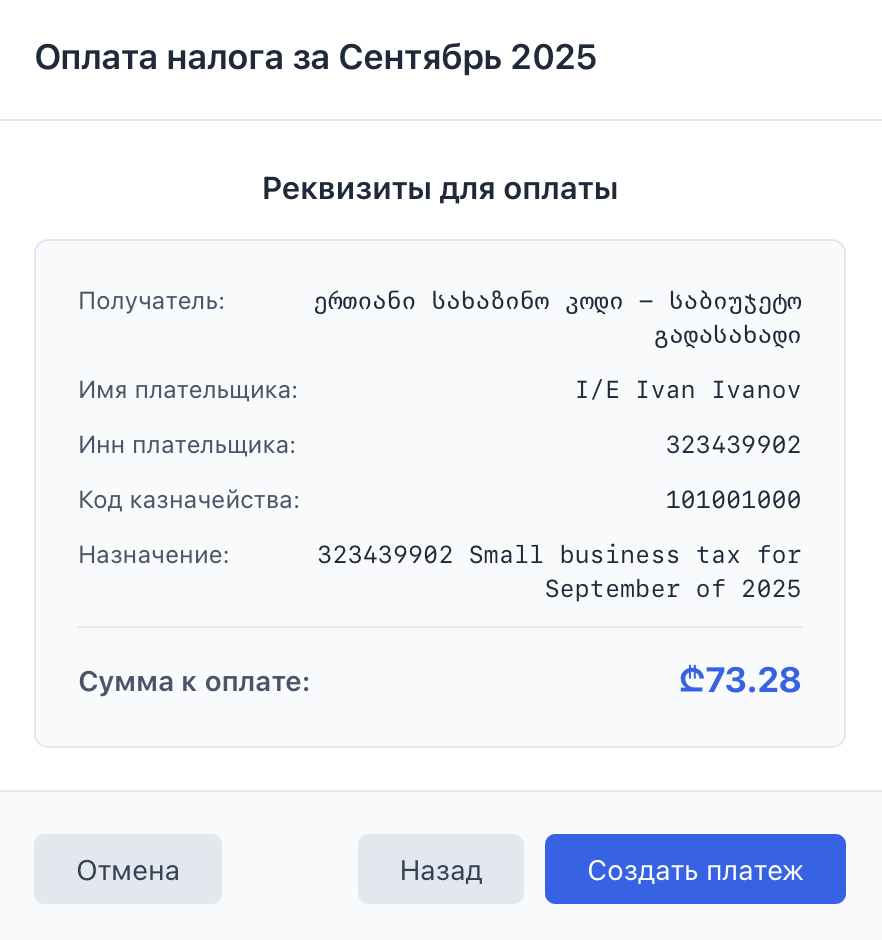 Оплата налога за Сентябрь 2025
Реквизиты для оплаты
Получатель: ერთიანი სახაზინო კოდი – საბიუჯეტო
გადასახადი
Имя плательщика: I/E Ivan Ivanov
Инн плательщика: 323439902
Код казначейства: 101001000
Назначение: 323439902 Small business tax for
September of 2025
Сумма к оплате: ₾73.28
Отмена Назад Создать платеж